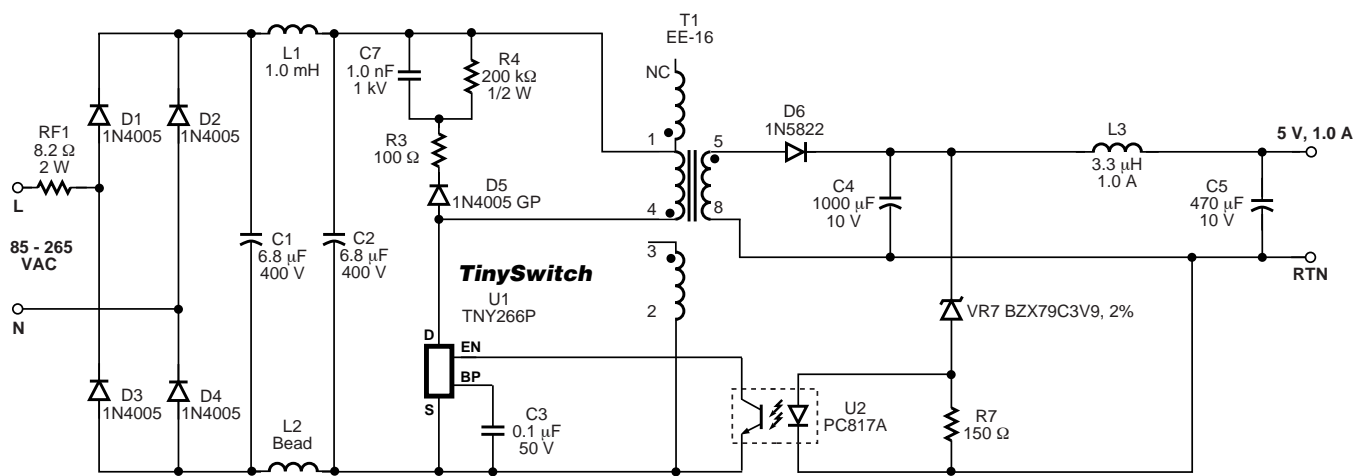 T1
EE-16
L1
1.0 mH
C7
1.0 nF
1 kV
R4
200 kΩ
1/2 W
NC
D6
1N5822
L3
3.3 μH
1.0 A
5 V, 1.0 A
RF1
8.2 Ω
2 W
D1
1N4005
D2
1N4005
R3
100 Ω
1
5
D5
1N4005 GP
4
8
C4
1000 μF
10 V
C5
470 μF
10 V
L
85 - 265
VAC
N
C1
6.8 μF
400 V
C2
6.8 μF
400 V
TinySwitch
U1
TNY266P
3
2
RTN
VR7 BZX79C3V9, 2%
D
EN
BP
S
D3
1N4005
D4
1N4005
L2
Bead
C3
0.1 μF
50 V
U2
PC817A
R7
150 Ω